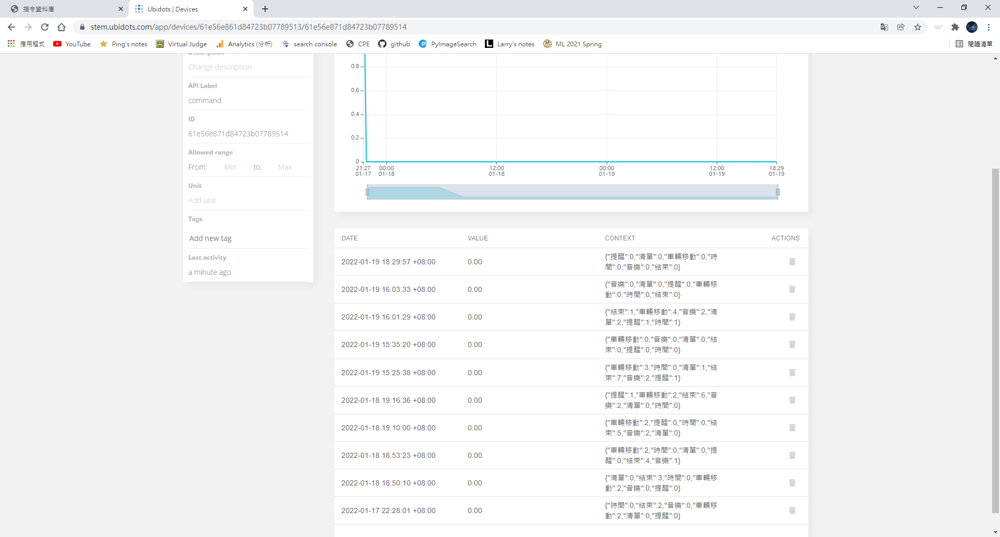 指令資料庫
Ubidots | Devices
stem.ubidots.com/app/devices/61e56e861d84723b07789513/61e56e871d84723b07789514
應用程式 YouTube Ping's notes Virtual Judge Analytics (分析) search console CPE github PyImageSearch Larry's notes ML 2021 Spring 閱讀清單
Description
Change description
API Label
command
ID
61e56e871d84723b07789514
Allowed range
From: Min to: Max
Unit
Add unit
Tags
Add new tag
Last activity
a minute ago
0.8
0.6
0.4
0.2
0
21:27 00:00 12:00 00:00 12:00 18:29
01-17 01-18 01-18 01-19 01-19 01-19
DATE VALUE CONTEXT ACTIONS
2022-01-19 18:29:57 +08:00 0.00 {"提醒":0,"清單":0,"車輛移動":0,"時
間":0,"音樂":0,"結束":0}
2022-01-19 16:03:33 +08:00 0.00 {"音樂":0,"清單":0,"提醒":0,"車輛移
動":0,"時間":0,"結束":0}
2022-01-19 16:01:29 +08:00 0.00 {"結束":1,"車輛移動":4,"音樂":2,"清
單":2,"提醒":1,"時間":1}
2022-01-19 15:35:20 +08:00 0.00 {"車輛移動":0,"音樂":0,"清單":0,"結
束":0,"提醒":0,"時間":0}
2022-01-19 15:25:38 +08:00 0.00 {"車輛移動":3,"時間":0,"清單":1,"結
束":7,"音樂":2,"提醒":1}
2022-01-18 19:16:36 +08:00 0.00 {"提醒":1,"車輛移動":2,"結束":6,"音
樂":2,"清單":0,"時間":0}
2022-01-18 19:10:00 +08:00 0.00 {"車輛移動":2,"提醒":0,"時間":0,"結
束":5,"音樂":2,"清單":0}
2022-01-18 18:53:23 +08:00 0.00 {"車輛移動":2,"時間":0,"清單":0,"提
醒":0,"結束":4,"音樂":1}
2022-01-18 18:50:10 +08:00 0.00 {"清單":0,"結束":3,"時間":0,"車輛移
動":2,"音樂":0,"提醒":0}
2022-01-17 22:28:01 +08:00 0.00 {"時間":0,"結束":2,"音樂":0,"車輛移
動":2,"清單":0,"提醒":0}